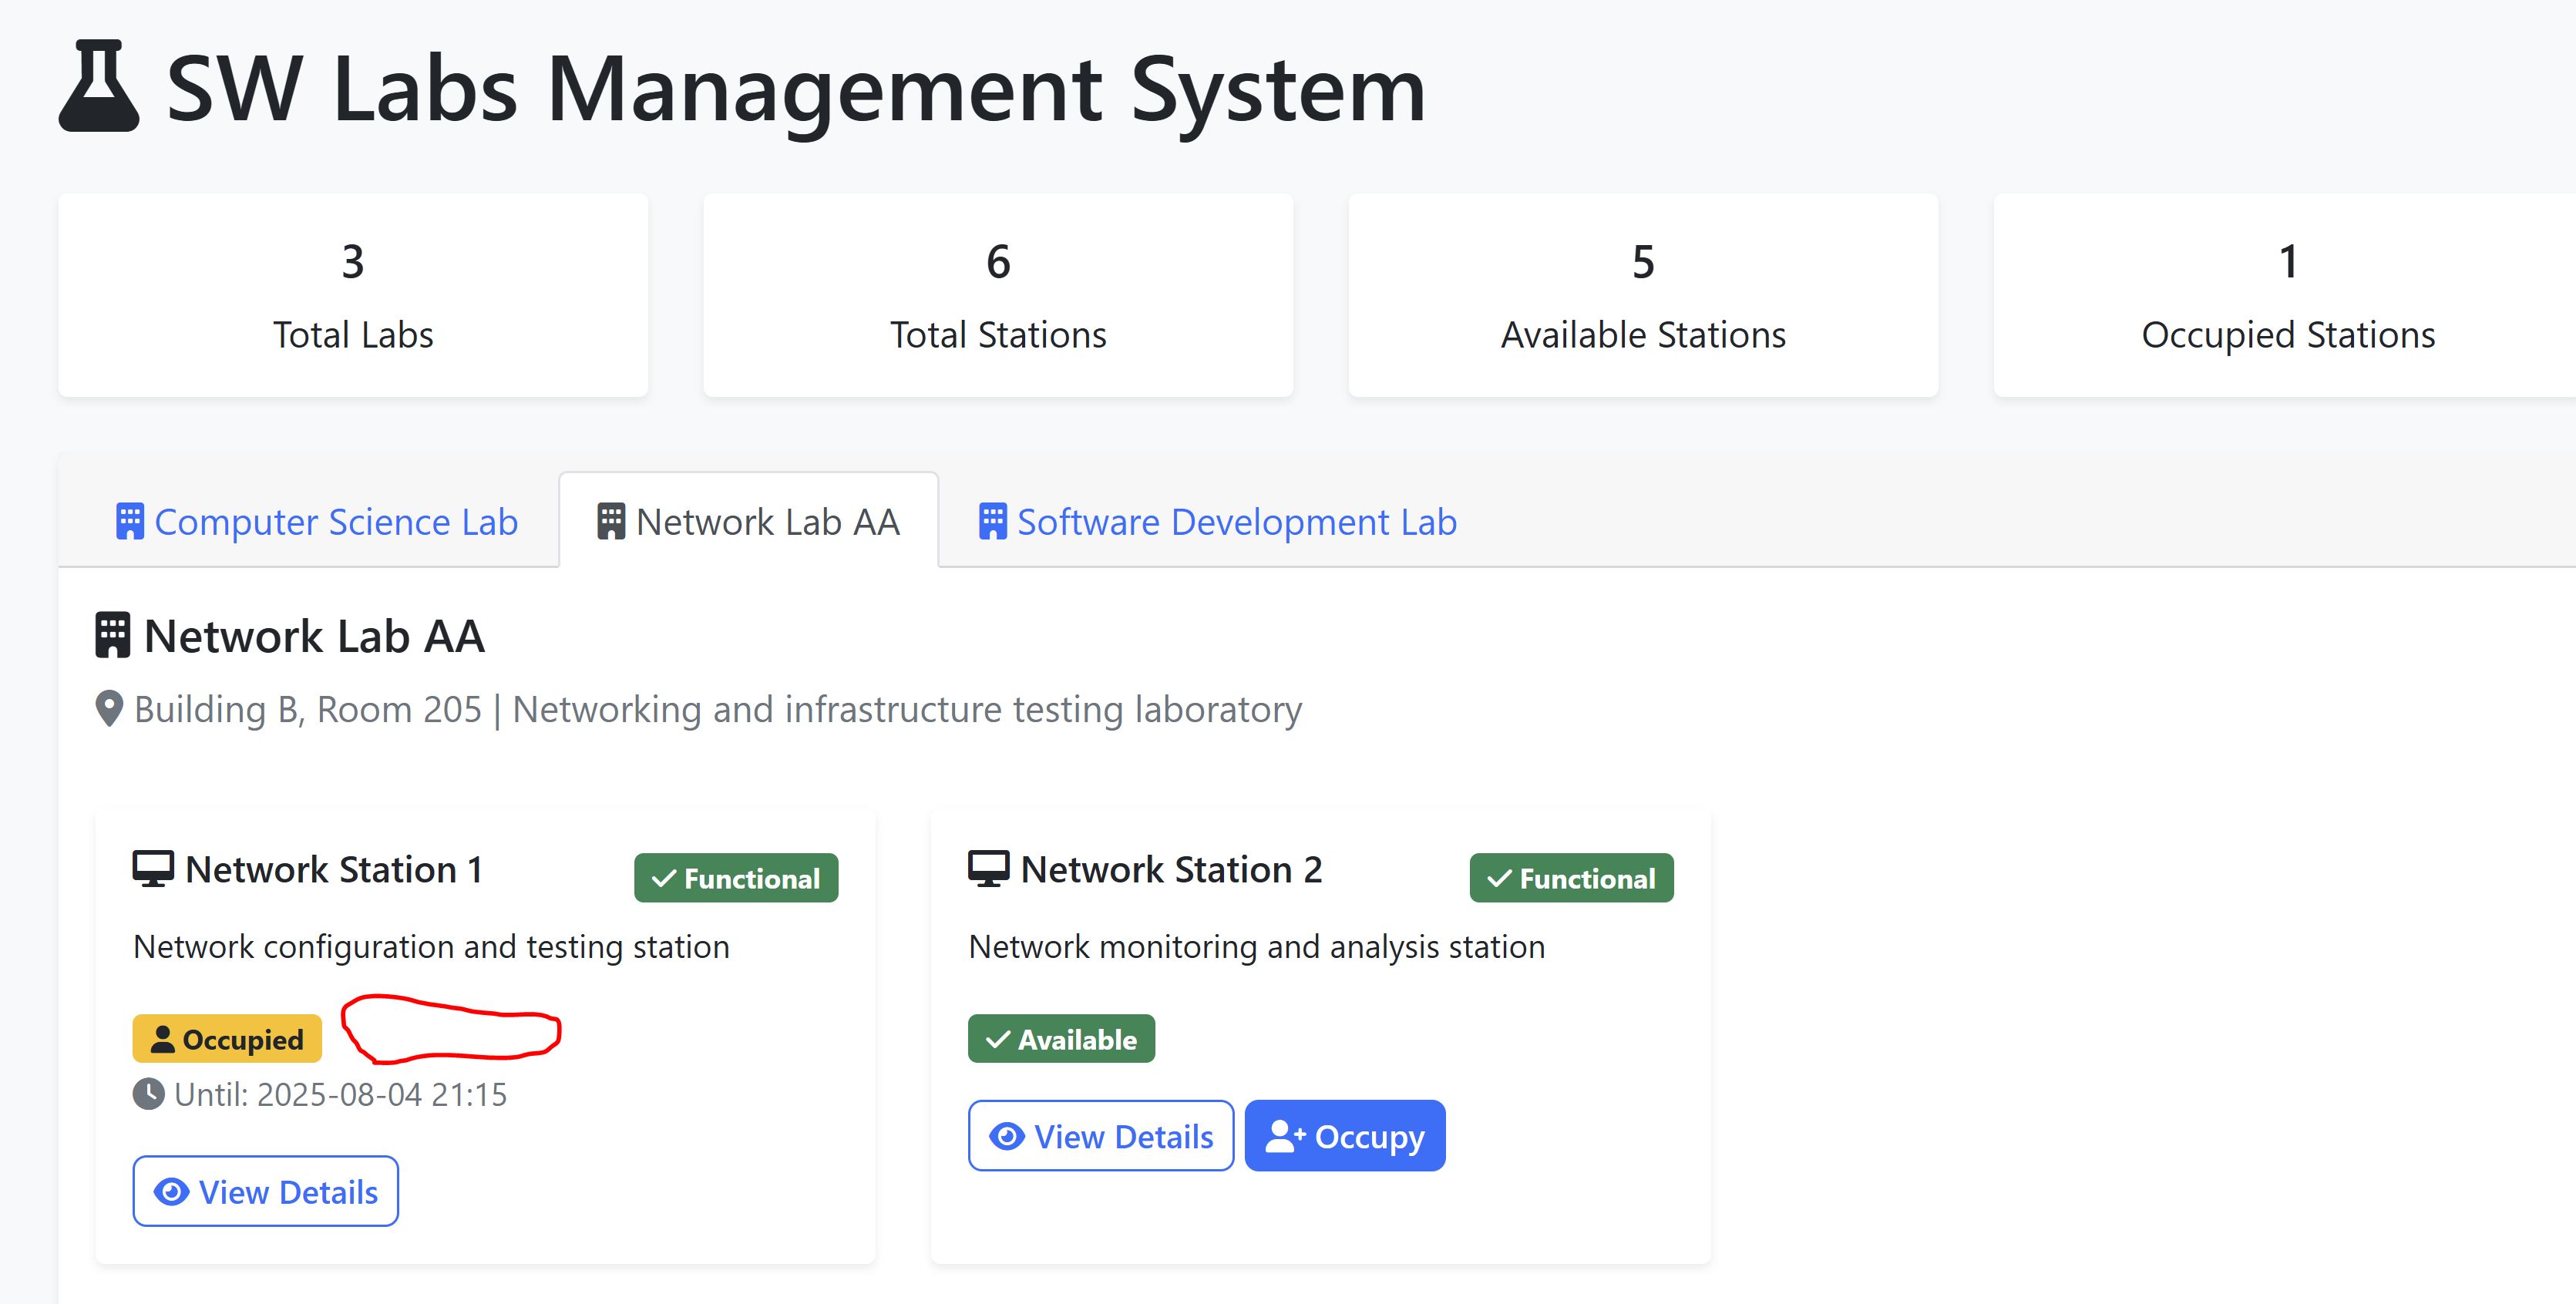 SW Labs Management System
3
Total Labs
6
Total Stations
5
Available Stations
1
Occupied Stations
Computer Science Lab
Network Lab AA
Software Development Lab
Network Lab AA
Building B, Room 205 | Networking and infrastructure testing laboratory
Network Station 1
Functional
Network configuration and testing station
Occupied
Until: 2025-08-04 21:15
View Details
Network Station 2
Functional
Network monitoring and analysis station
Available
View Details
Occupy